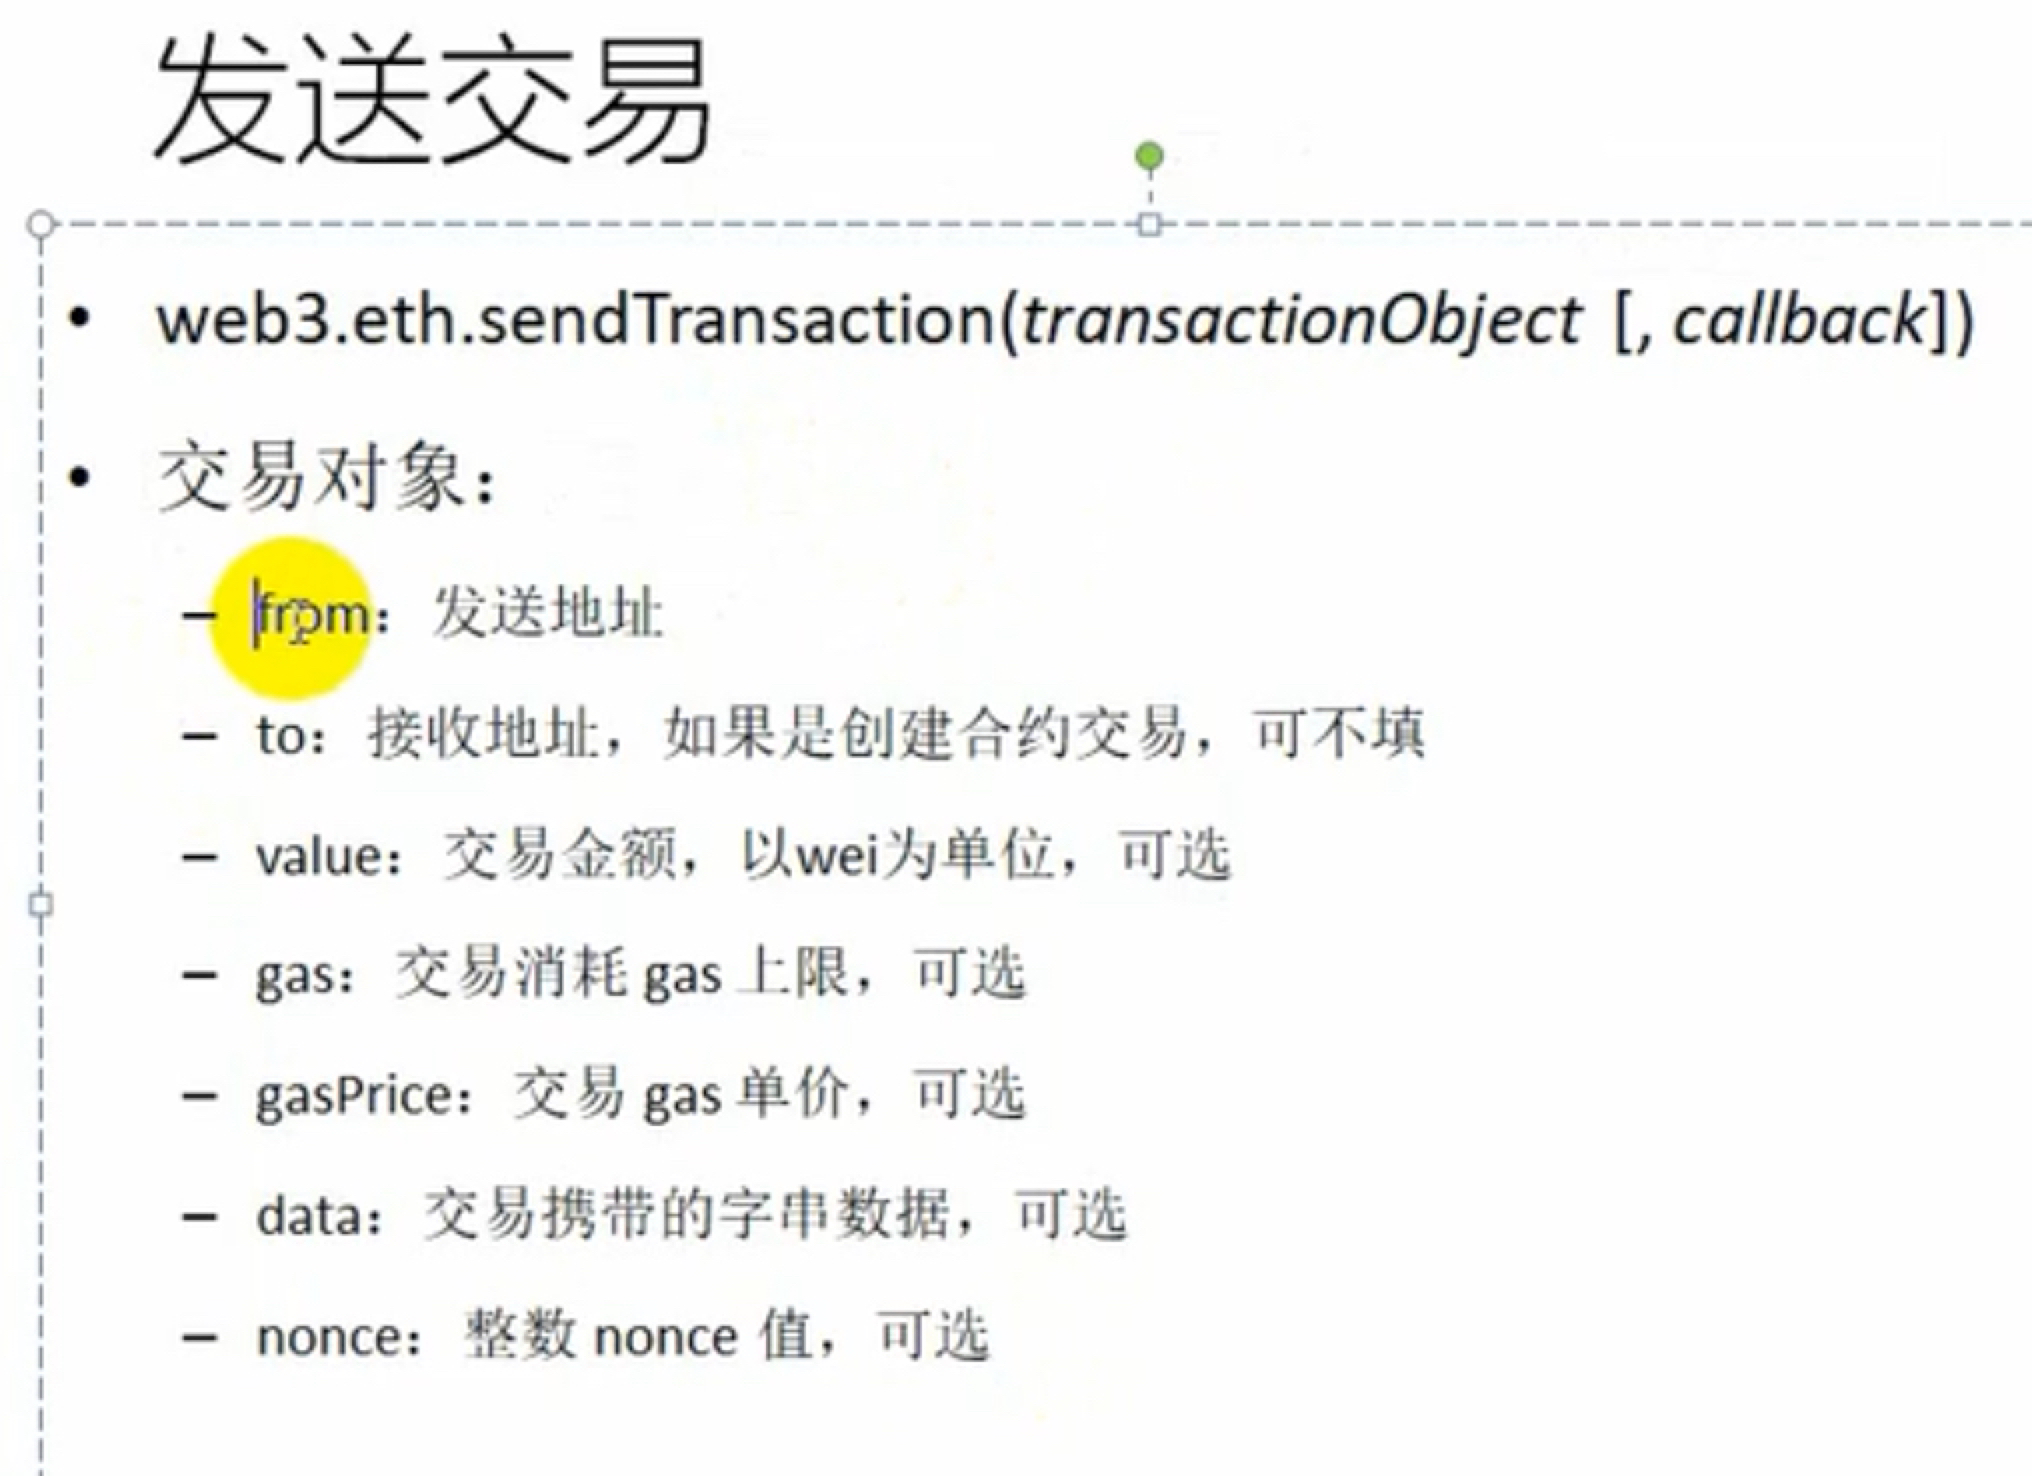 发送交易
• web3.eth.sendTransaction(transactionObject [, callback])
• 交易对象：
– from：发送地址
– to：接收地址，如果是创建合约交易，可不填
– value：交易金额，以wei为单位，可选
– gas：交易消耗 gas 上限，可选
– gasPrice：交易 gas 单价，可选
– data：交易携带的字串数据，可选
– nonce：整数 nonce 值，可选